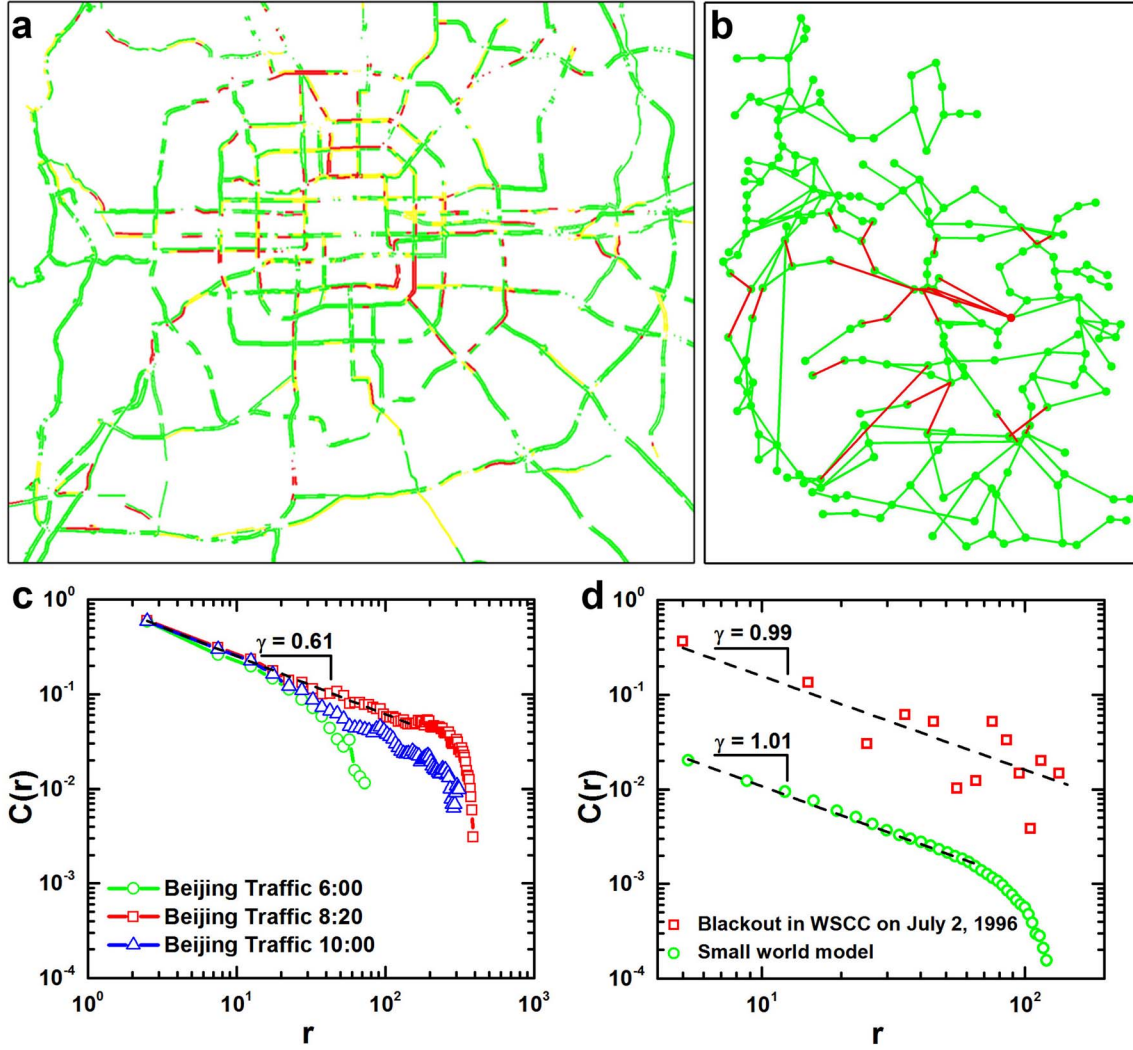 a
b
c
10⁰
10⁻¹
10⁻²
10⁻³
10⁻⁴
C(r)
γ = 0.61
Beijing Traffic 6:00
Beijing Traffic 8:20
Beijing Traffic 10:00
10⁰
10¹
10²
10³
r
d
10⁰
10⁻¹
10⁻²
10⁻³
10⁻⁴
C(r)
γ = 0.99
γ = 1.01
Blackout in WSCC on July 2, 1996
Small world model
10¹
10²
r